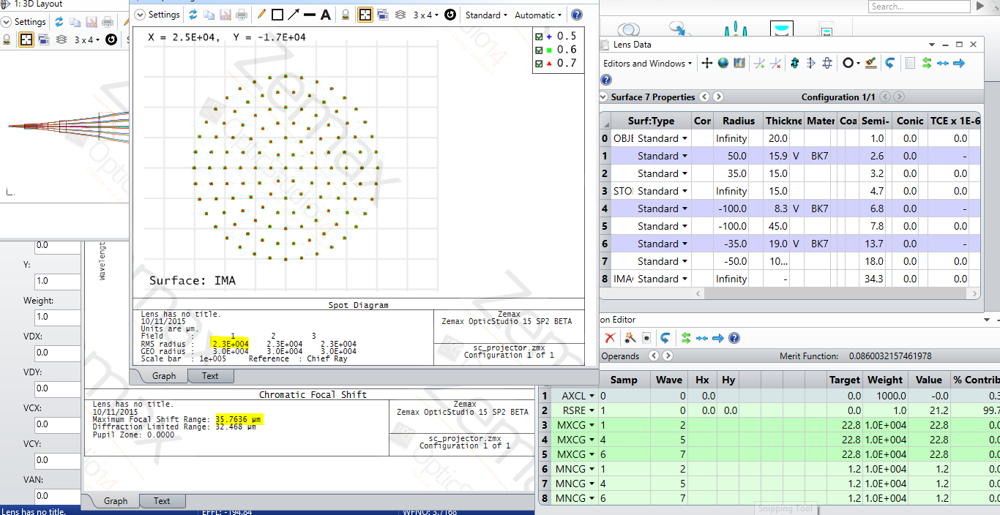 1: 3D Layout
Settings
3 x 4
Settings
3 x 4
Standard
Automatic
X = 2.5E+04, Y = -1.7E+04
0.5
0.6
0.7
Surface: IMA
Spot Diagram
Lens has no title.
10/11/2015
Units are µm.
Field : 1 2 3
RMS radius : 2.3E+004 2.3E+004 2.3E+004
GEO radius : 3.0E+004 3.0E+004 3.0E+004
Scale bar : 1e+005 Reference : Chief Ray
Zemax
Zemax OpticStudio 15 SP2 BETA
sc_projector.zmx
Configuration 1 of 1
Graph Text
Zemax
OpticStudio14
Search...
Lens Data
Editors and Windows
Surface 7 Properties Configuration 1/1
Surf:Type Cor Radius Thickne Mater Coa Semi- Conic TCE x 1E-6
0 OBJE Standard Infinity 20.0 1.0 0.0 0.0
1 Standard 50.0 15.9 V BK7 2.6 0.0 -
2 Standard 35.0 15.0 3.2 0.0 0.0
3 STO Standard Infinity 15.0 4.7 0.0 0.0
4 Standard -100.0 8.3 V BK7 6.8 0.0 -
5 Standard -100.0 45.0 7.8 0.0 0.0
6 Standard -35.0 19.0 V BK7 13.7 0.0 -
7 Standard -50.0 10... 18.0 0.0 0.0
8 IMA Standard Infinity - 34.3 0.0 0.0
on Editor
Operands Merit Function: 0.0860032157461978
Samp Wave Hx Hy Target Weight Value % Contrib
1 AXCL 0 0 0.0 0.0 1000.0 -0.0 0.3
2 RSRE 1 0 0.0 0.0 0.0 1.0 21.2 99.7
3 MXCG 1 2 22.8 1.0E+004 22.8 0.0
4 MXCG 4 5 22.8 1.0E+004 22.8 0.0
5 MXCG 6 7 22.8 1.0E+004 22.8 0.0
6 MNCG 1 2 1.2 1.0E+004 1.2 0.0
7 MNCG 4 5 1.2 1.0E+004 1.2 0.0
8 MNCG 6 7 1.2 1.0E+004 1.2 0.0
Snipping Tool
0.0
Y:
1.0
Weight:
1.0
VDX:
0.0
VDY:
0.0
VCX:
0.0
VCY:
0.0
VAN:
0.0
Wavelengt
Chromatic Focal Shift
Lens has no title.
10/11/2015
Maximum Focal Shift Range: 35.7636 µm
Diffraction Limited Range: 32.468 µm
Pupil Zone: 0.0000
Zemax
Zemax OpticStudio 15 SP2 BETA
sc_projector.zmx
Configuration 1 of 1
Graph Text
Lens has no title. EFFL: -194.84 WFNO: 3.7168